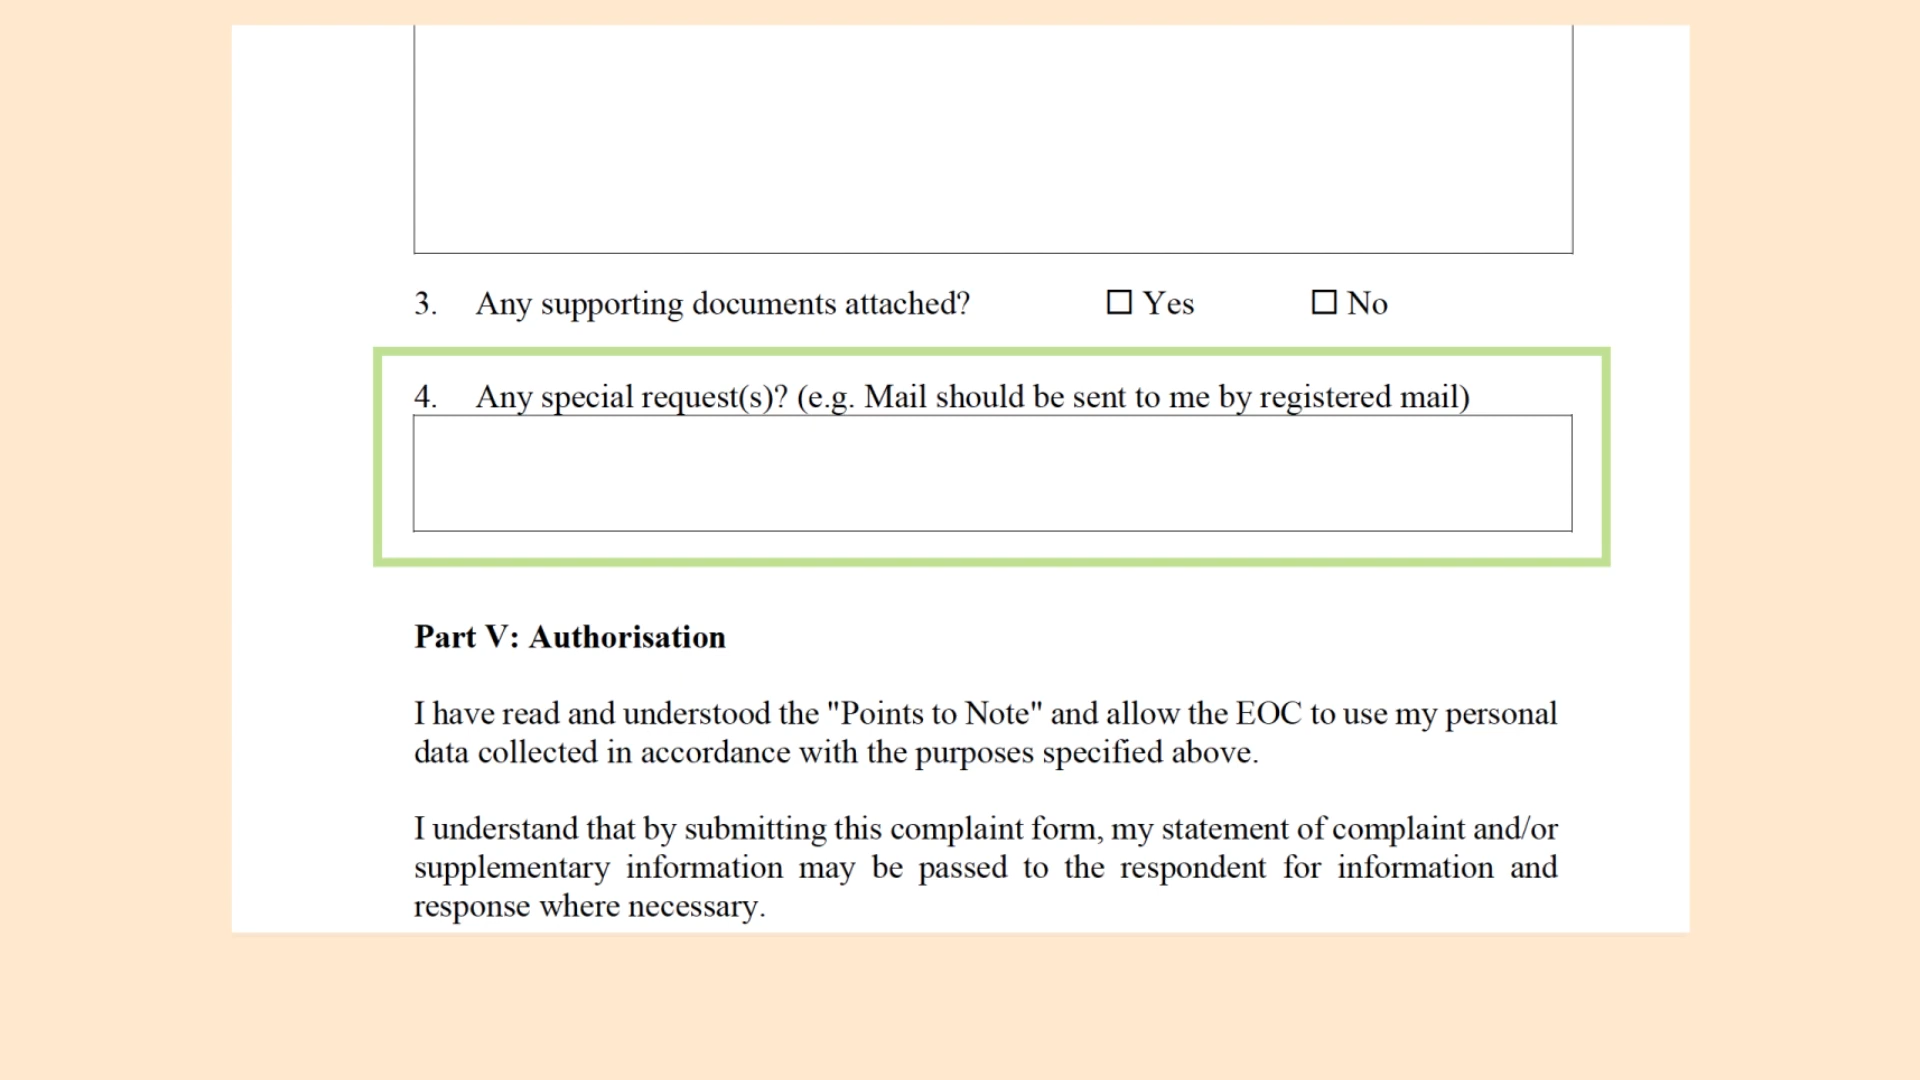 3. Any supporting documents attached? ☐ Yes ☐ No
4. Any special request(s)? (e.g. Mail should be sent to me by registered mail)
Part V: Authorisation
I have read and understood the "Points to Note" and allow the EOC to use my personal
data collected in accordance with the purposes specified above.
I understand that by submitting this complaint form, my statement of complaint and/or
supplementary information may be passed to the respondent for information and
response where necessary.